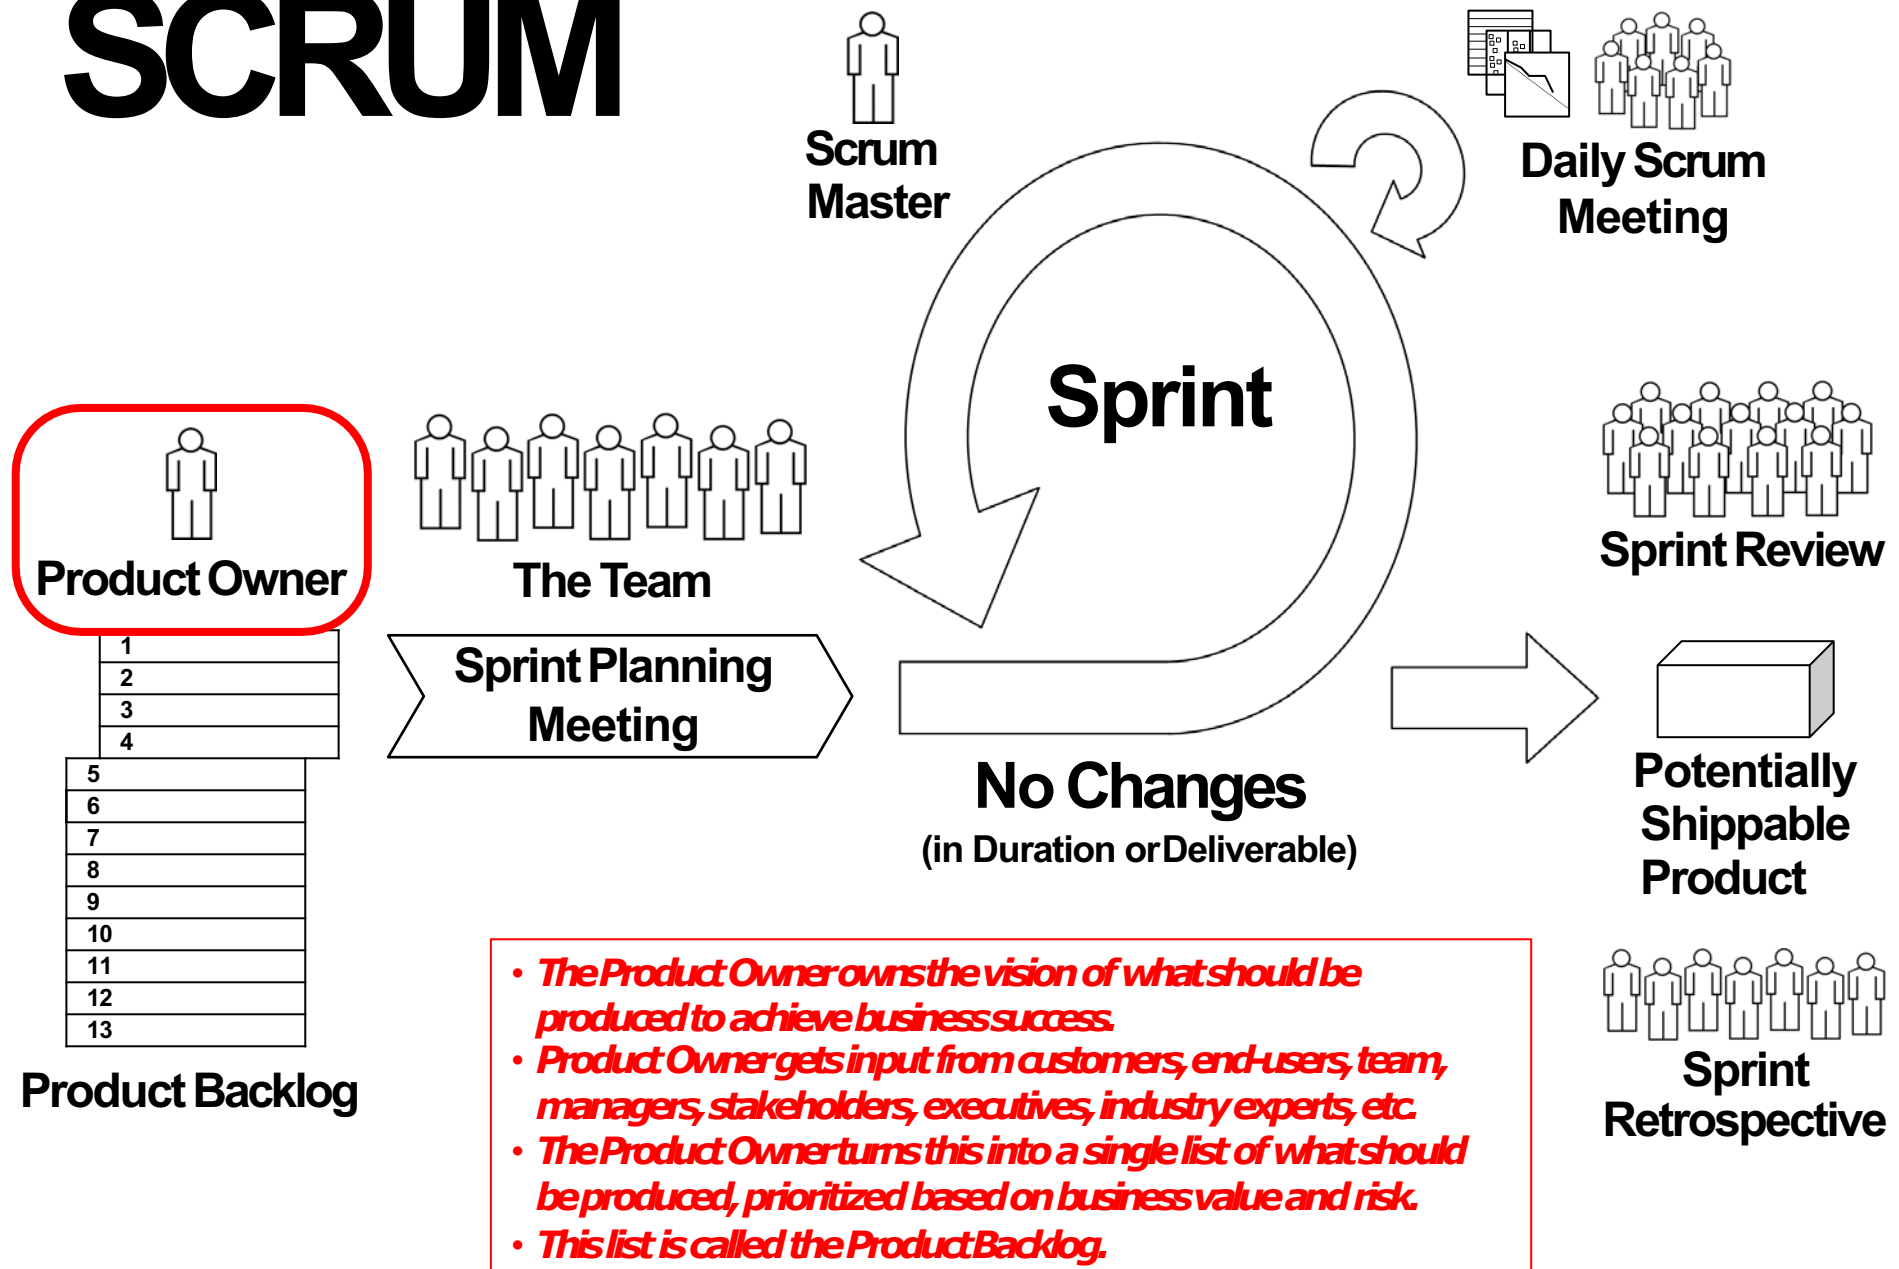 SCRUM
Scrum
Master
Daily Scrum
Meeting
Sprint
Product Owner
The Team
Sprint Review
1
2
3
4
5
6
7
8
9
10
11
12
13
Product Backlog
Sprint Planning
Meeting
No Changes
(in Duration or Deliverable)
Potentially
Shippable
Product
Sprint
Retrospective
• The Product Owner owns the vision of what should be
produced to achieve business success.
• Product Owner gets input from customers, end-users, team,
managers, stakeholders, executives, industry experts, etc.
• The Product Owner turns this into a single list of what should
be produced, prioritized based on business value and risk.
• This list is called the Product Backlog.